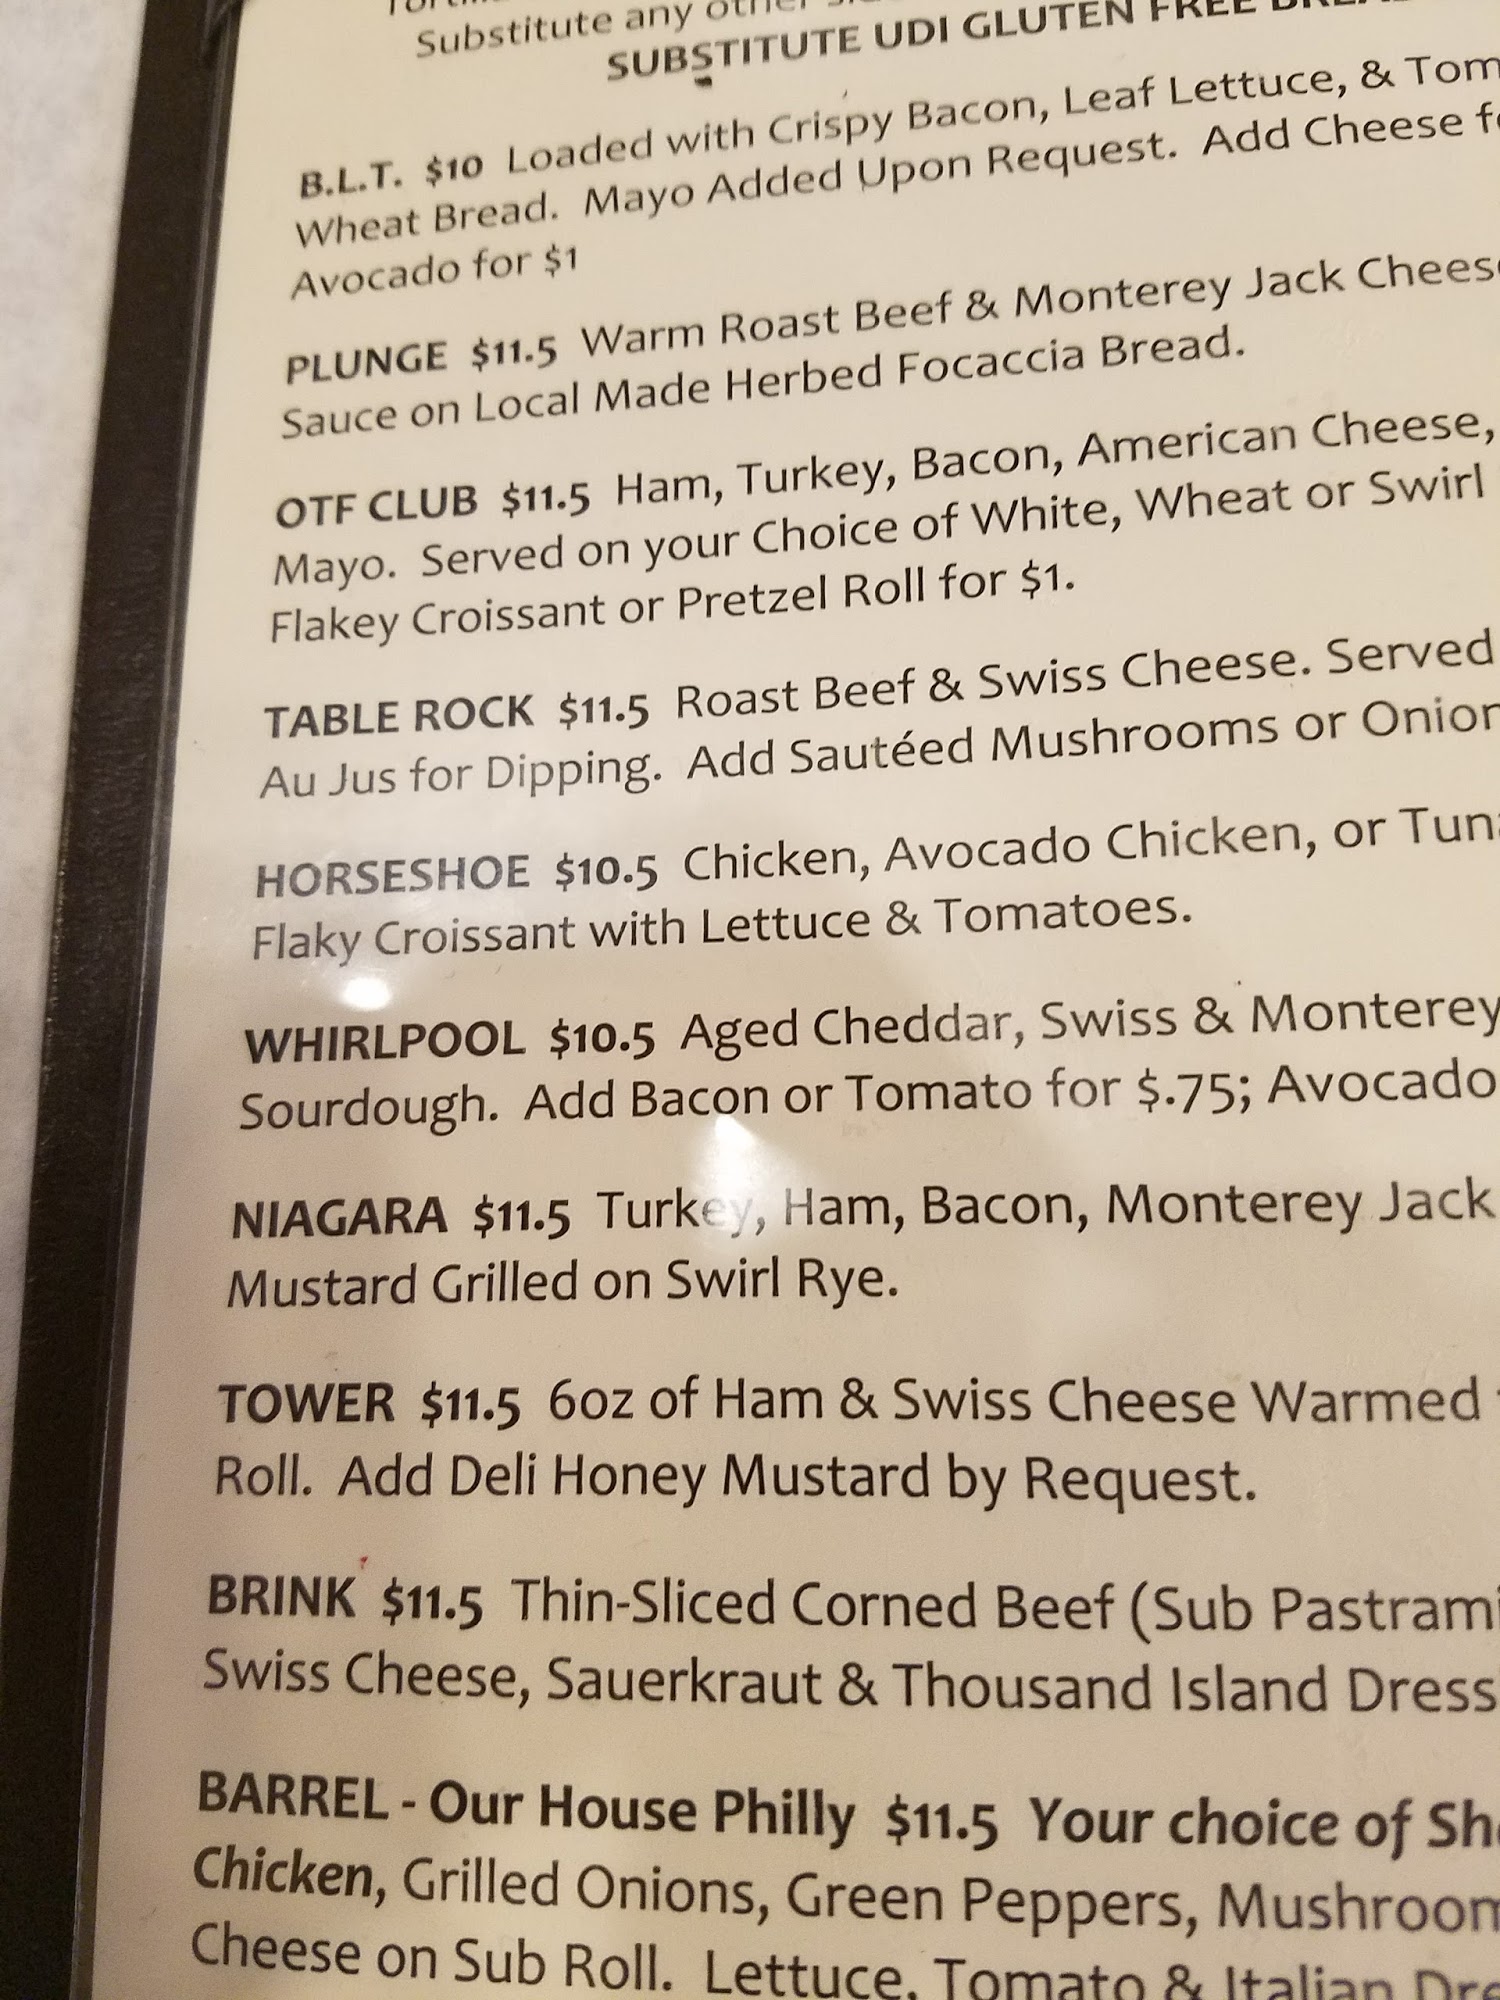 Substitute any other
SUBSTITUTE UDI GLUTEN FREE
B.L.T. $10 Loaded with Crispy Bacon, Leaf Lettuce, & Tom
Wheat Bread. Mayo Added Upon Request. Add Cheese
Avocado for $1
PLUNGE $11.5 Warm Roast Beef & Monterey Jack Chees
Sauce on Local Made Herbed Focaccia Bread.
OTF CLUB $11.5 Ham, Turkey, Bacon, American Cheese,
Mayo. Served on your Choice of White, Wheat or Swirl
Flakey Croissant or Pretzel Roll for $1.
TABLE ROCK $11.5 Roast Beef & Swiss Cheese. Served
Au Jus for Dipping. Add Sautéed Mushrooms or Onion
HORSESHOE $10.5 Chicken, Avocado Chicken, or Tun
Flaky Croissant with Lettuce & Tomatoes.
WHIRLPOOL $10.5 Aged Cheddar, Swiss & Monterey
Sourdough. Add Bacon or Tomato for $.75; Avocado
NIAGARA $11.5 Turkey, Ham, Bacon, Monterey Jack
Mustard Grilled on Swirl Rye.
TOWER $11.5 6oz of Ham & Swiss Cheese Warmed
Roll. Add Deli Honey Mustard by Request.
BRINK $11.5 Thin-Sliced Corned Beef (Sub Pastrami
Swiss Cheese, Sauerkraut & Thousand Island Dress
BARREL - Our House Philly $11.5 Your choice of Sh
Chicken, Grilled Onions, Green Peppers, Mushroom
Cheese on Sub Roll. Lettuce, Tomato & Italian Dre